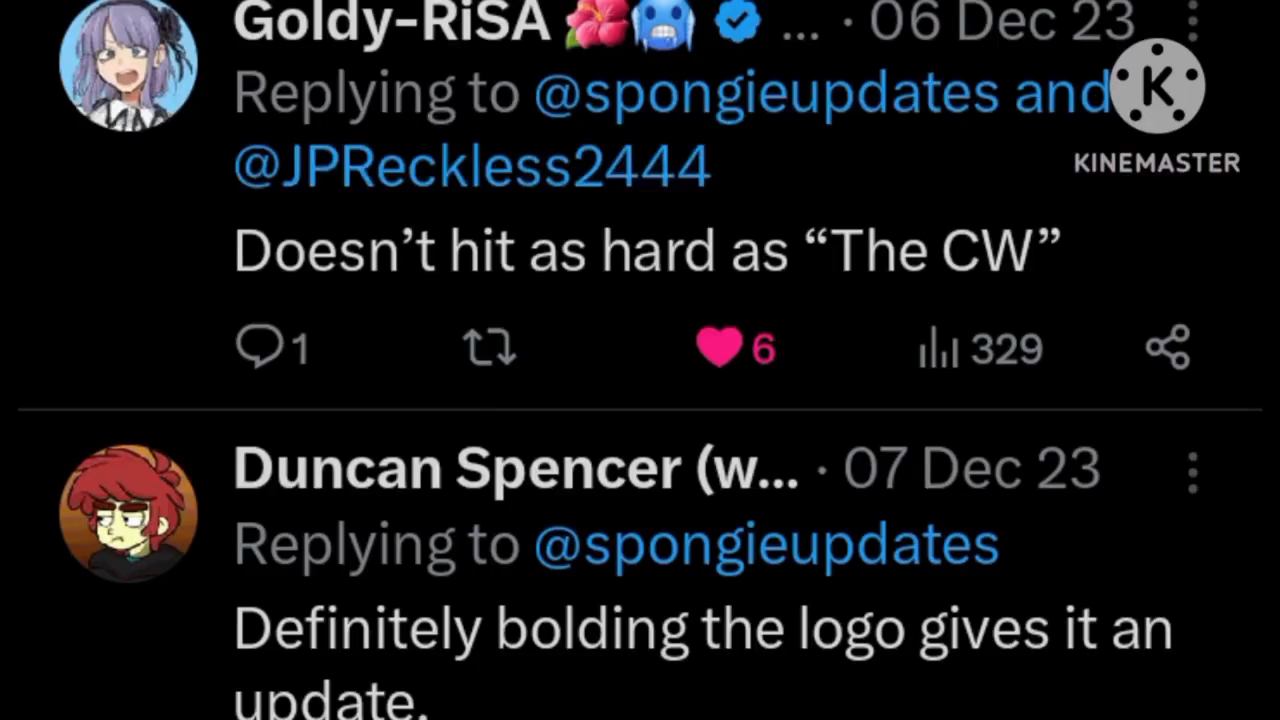 Goldy-RiSA 🌺🥶 ... · 06 Dec 23
Replying to @spongieupdates and
@JPReckless2444
K
KINEMASTER
Doesn’t hit as hard as “The CW”
1 6 329
Duncan Spencer (w... · 07 Dec 23
Replying to @spongieupdates
Definitely bolding the logo gives it an
update.